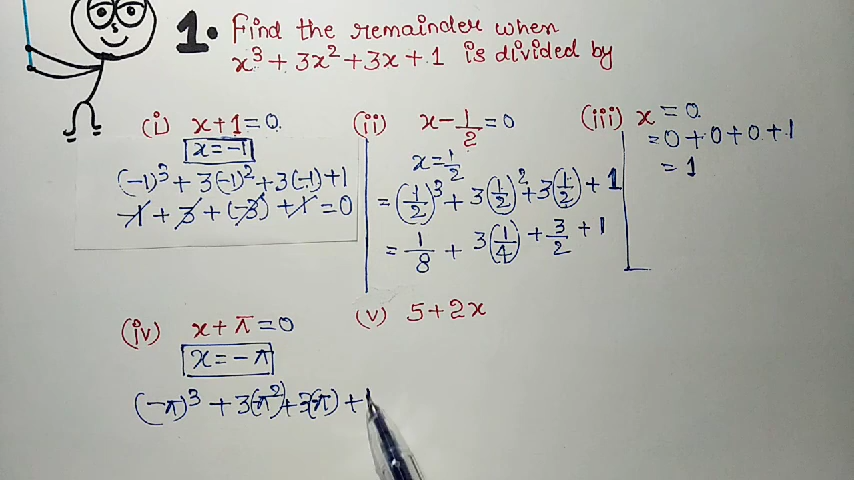 1. Find the remainder when
x³ + 3x² + 3x + 1 is divided by
(i) x + 1 = 0
x = -1
(-1)³ + 3(-1)² + 3(-1) + 1
-1 + 3 + (-3) + 1 = 0
(ii) x - 1/2 = 0
x = 1/2
= (1/2)³ + 3(1/2)² + 3(1/2) + 1
= 1/8 + 3(1/4) + 3/2 + 1
(iii) x = 0
= 0 + 0 + 0 + 1
= 1
(iv) x + π = 0
x = -π
(-π)³ + 3(-π²) + 3(-π) +
(v) 5 + 2x